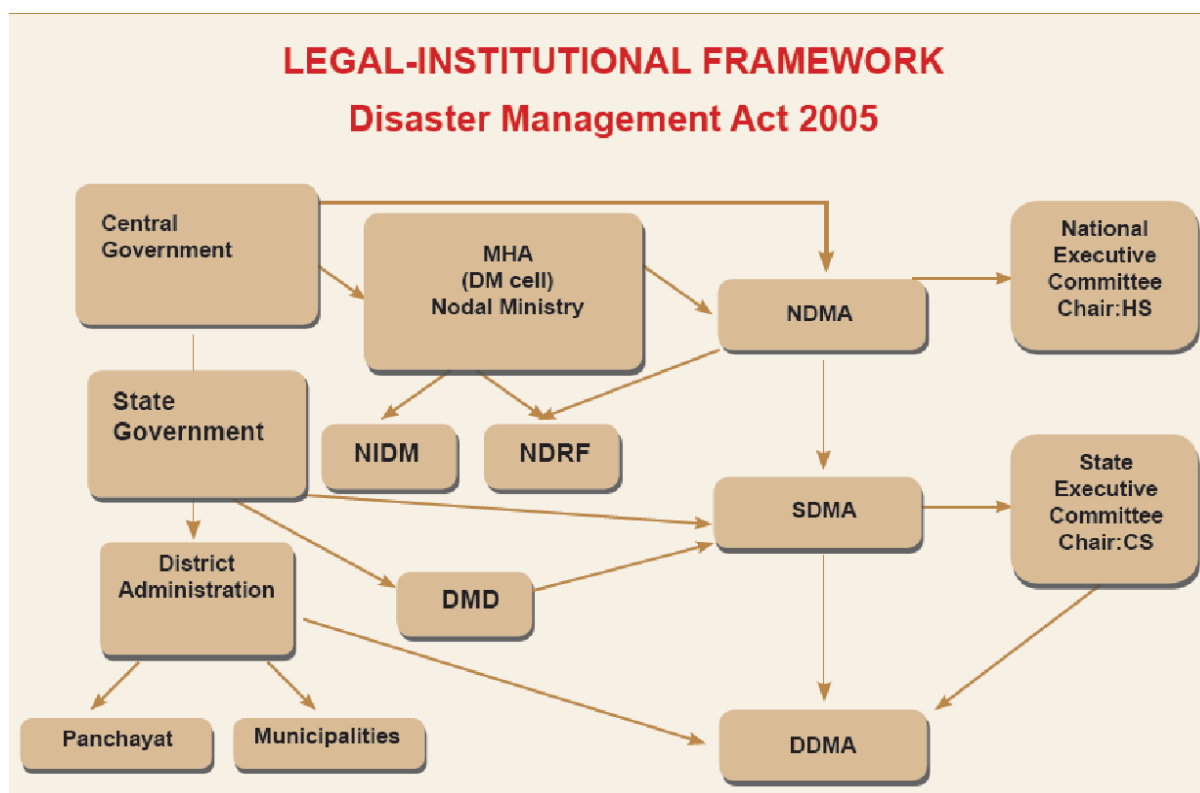 LEGAL-INSTITUTIONAL FRAMEWORK
Disaster Management Act 2005
Central
Government
MHA
(DM cell)
Nodal Ministry
NDMA
National
Executive
Committee
Chair:HS
State
Government
NIDM
NDRF
SDMA
State
Executive
Committee
Chair:CS
District
Administration
DMD
Panchayat
Municipalities
DDMA